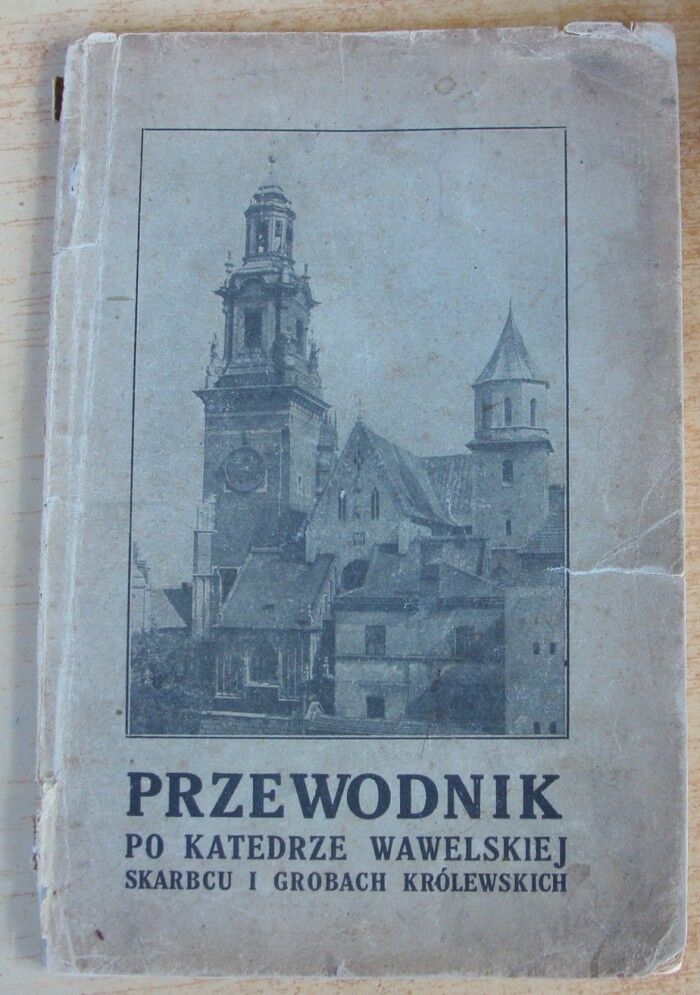 PRZEWODNIK
PO KATEDRZE WAWELSKIEJ
SKARBCU I GROBACH KRÓLEWSKICH